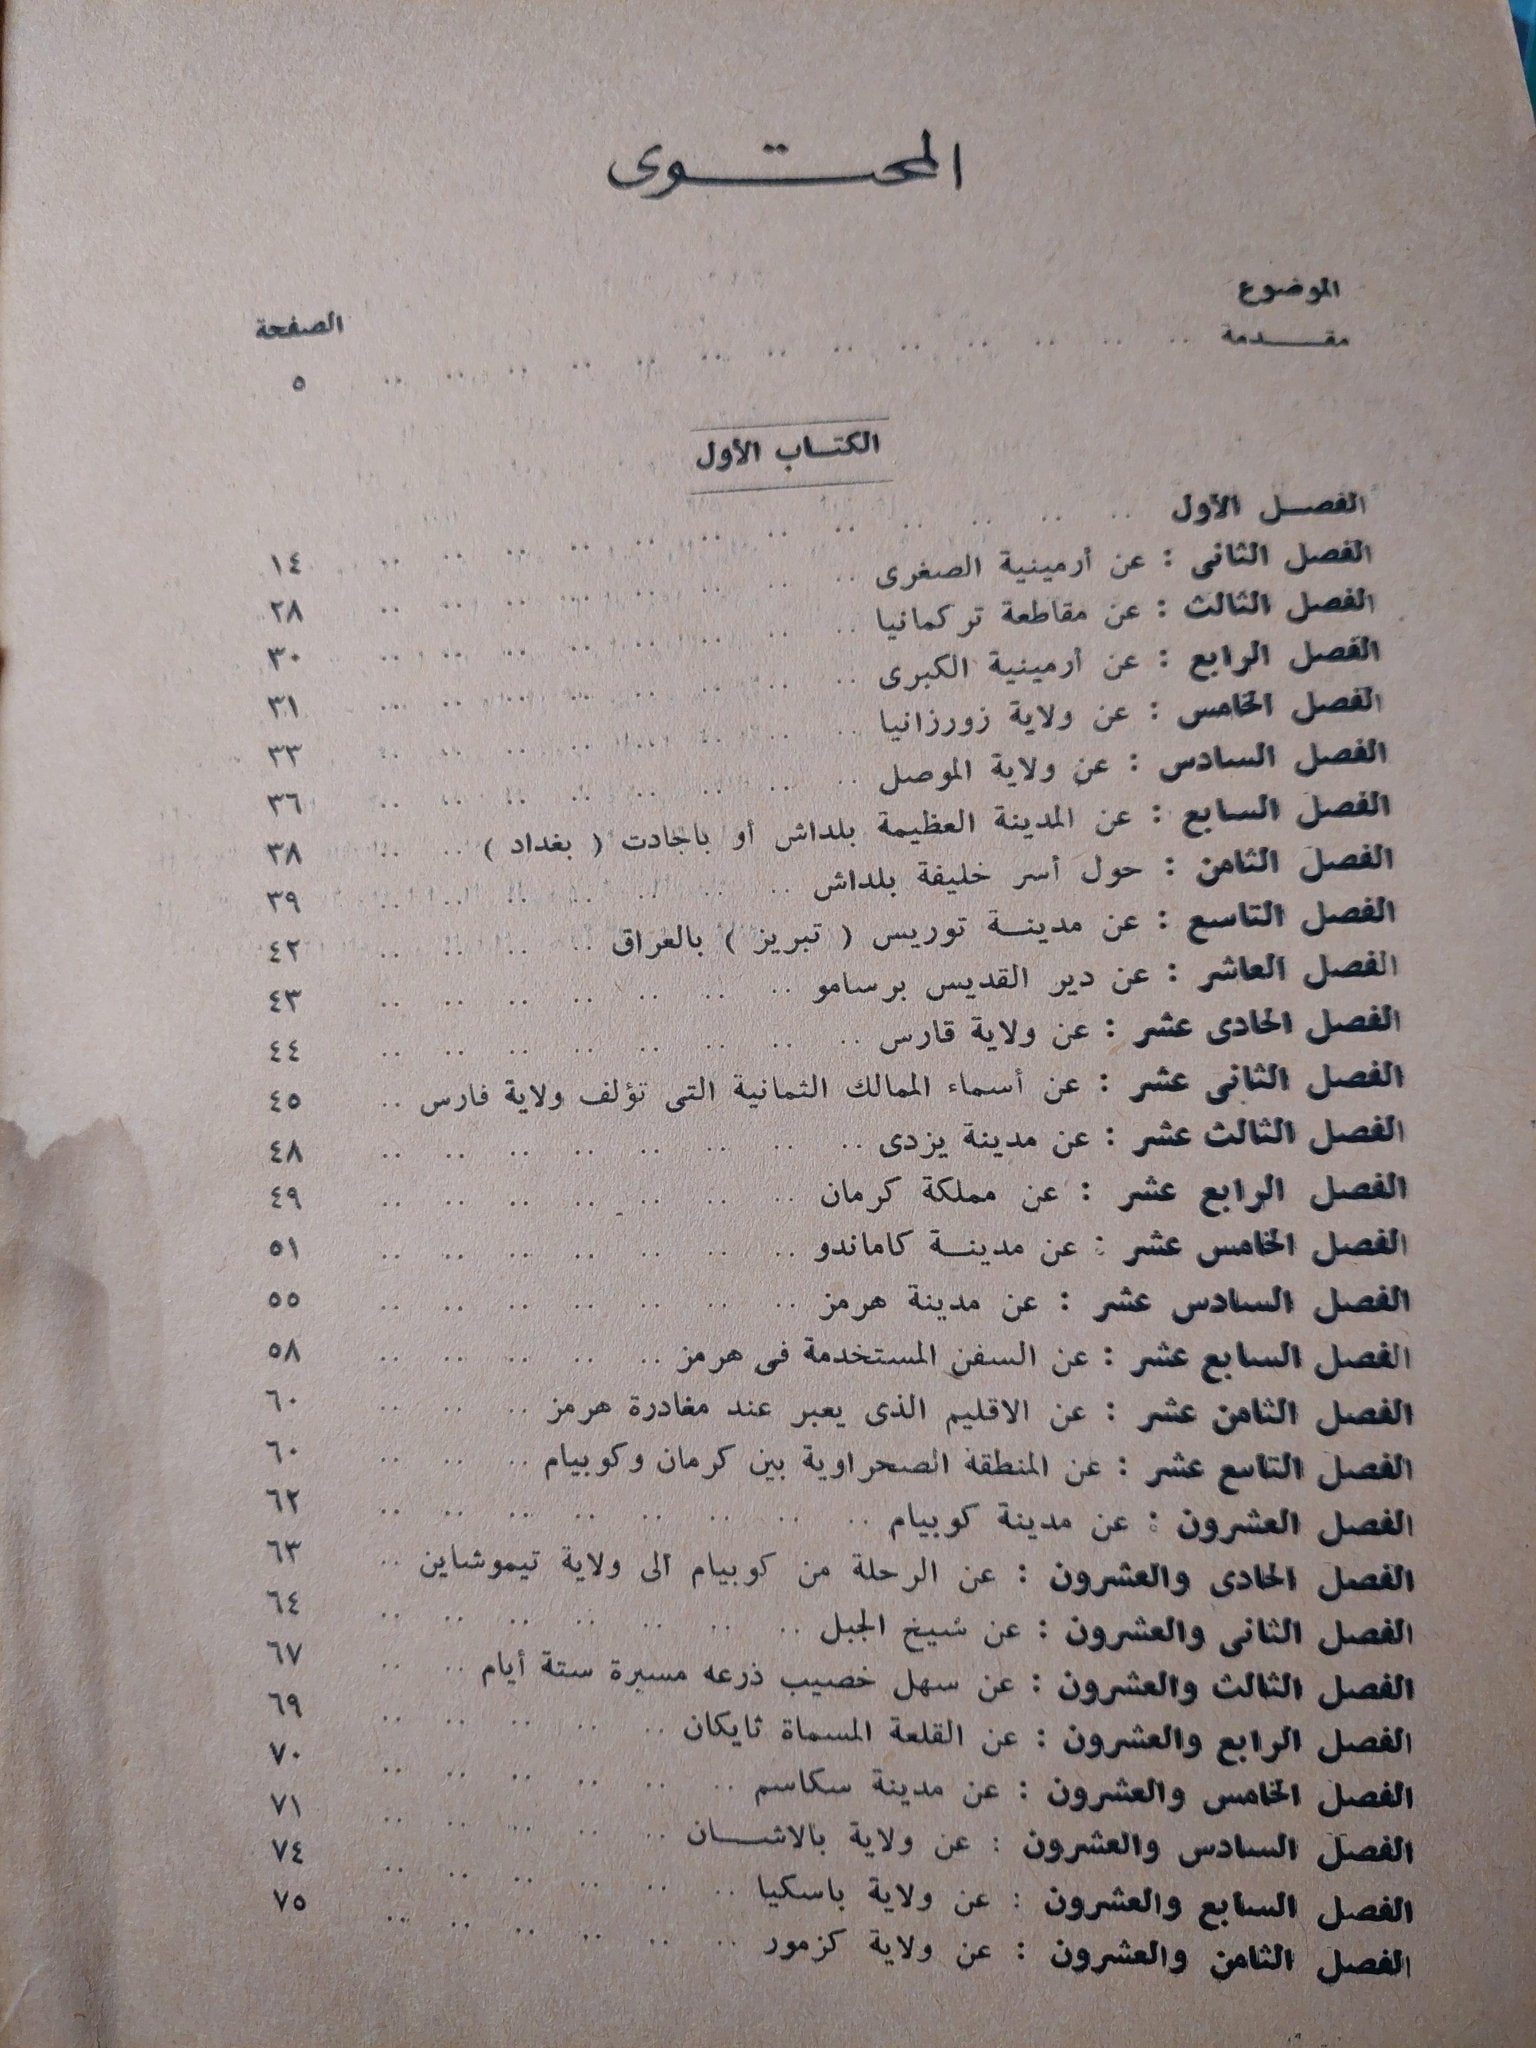 المحتوى
الموضوع الصفحة
مقدمة .. .. .. .. .. .. .. .. .. .. .. .. .. ٥
الكتاب الأول
الفصل الأول .. .. .. .. .. .. .. .. .. .. .. .. ١٤
الفصل الثانى : عن أرمينية الصغرى .. .. .. .. .. .. .. .. ٢٨
الفصل الثالث : عن مقاطعة تركمانيا .. .. .. .. .. .. .. .. ٣٠
الفصل الرابع : عن أرمينية الكبرى .. .. .. .. .. .. .. .. ٣١
الفصل الخامس : عن ولاية زورزانيا .. .. .. .. .. .. .. .. ٣٣
الفصل السادس : عن ولاية الموصل .. .. .. .. .. .. .. .. ٣٦
الفصل السابع : عن المدينة العظيمة بلداش أو باجادت ( بغداد ) .. .. ٣٨
الفصل الثامن : حول أسر خليفة بلداش .. .. .. .. .. .. .. ٣٩
الفصل التاسع : عن مدينة توريس ( تبريز ) بالعراق .. .. .. .. ٤٢
الفصل العاشر : عن دير القديس برسامو .. .. .. .. .. .. .. ٤٣
الفصل الحادى عشر : عن ولاية قارس .. .. .. .. .. .. .. .. ٤٤
الفصل الثانى عشر : عن أسماء الممالك الثمانية التى تؤلف ولاية فارس .. ٤٥
الفصل الثالث عشر : عن مدينة يزدى .. .. .. .. .. .. .. .. ٤٨
الفصل الرابع عشر : عن مملكة كرمان .. .. .. .. .. .. .. ٤٩
الفصل الخامس عشر : عن مدينة كاماندو .. .. .. .. .. .. .. ٥١
الفصل السادس عشر : عن مدينة هرمز .. .. .. .. .. .. .. ٥٥
الفصل السابع عشر : عن السفن المستخدمة فى هرمز .. .. .. .. .. ٥٨
الفصل الثامن عشر : عن الاقليم الذى يعبر عند مغادرة هرمز .. .. .. ٦٠
الفصل التاسع عشر : عن المنطقة الصحراوية بين كرمان وكوبيام .. .. .. ٦٠
الفصل العشرون : عن مدينة كوبيام .. .. .. .. .. .. .. .. ٦٢
الفصل الحادى والعشرون : عن الرحلة من كوبيام الى ولاية تيموشاين .. ٦٣
الفصل الثانى والعشرون : عن شيخ الجبل .. .. .. .. .. .. .. ٦٤
الفصل الثالث والعشرون : عن سهل خصيب ذرعه مسيرة ستة أيام .. .. ٦٧
الفصل الرابع والعشرون : عن القلعة المسماة ثايكان .. .. .. .. .. ٦٩
الفصل الخامس والعشرون : عن مدينة سكاسم .. .. .. .. .. .. ٧٠
الفصل السادس والعشرون : عن ولاية بالاشان .. .. .. .. .. ٧١
الفصل السابع والعشرون : عن ولاية باسكيا .. .. .. .. .. .. ٧٤
الفصل الثامن والعشرون : عن ولاية كزمور .. .. .. .. .. .. ٧٥